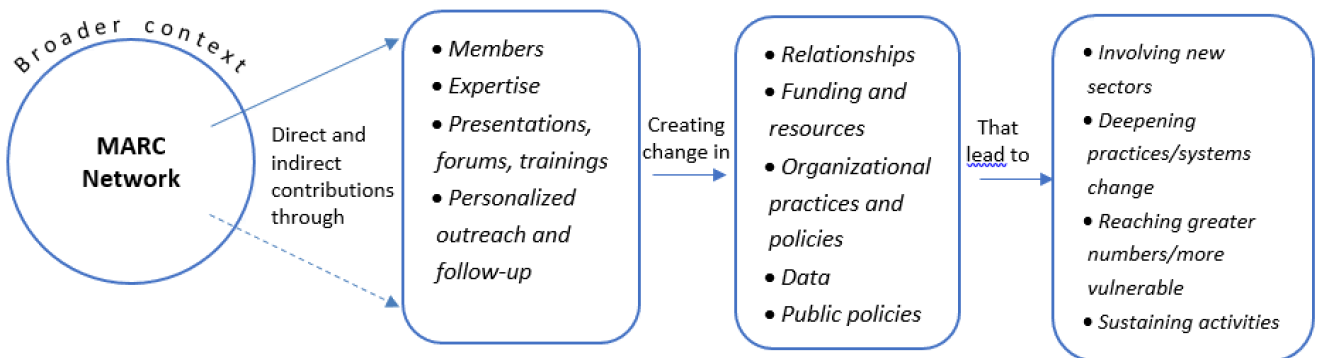 Broader context
MARC
Network
Direct and
indirect
contributions
through
• Members
• Expertise
• Presentations,
forums, trainings
• Personalized
outreach and
follow-up
Creating
change in
• Relationships
• Funding and
resources
• Organizational
practices and
policies
• Data
• Public policies
That
lead to
• Involving new
sectors
• Deepening
practices/systems
change
• Reaching greater
numbers/more
vulnerable
• Sustaining activities